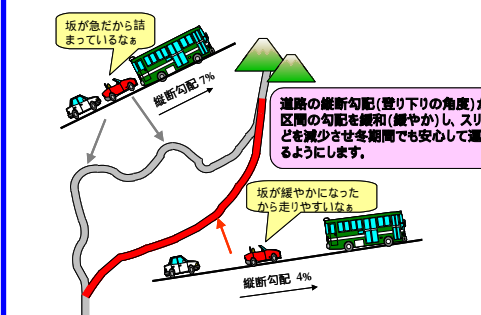 坂が急だから詰
まっているなぁ
縦断勾配 7%
道路の縦断勾配(登り下りの角度)が
区間の勾配を緩和(緩やか)し、スリ
どを減少させ冬期間でも安心して運
るようにします。
坂が緩やかになった
から走りやすいなぁ
縦断勾配 4%